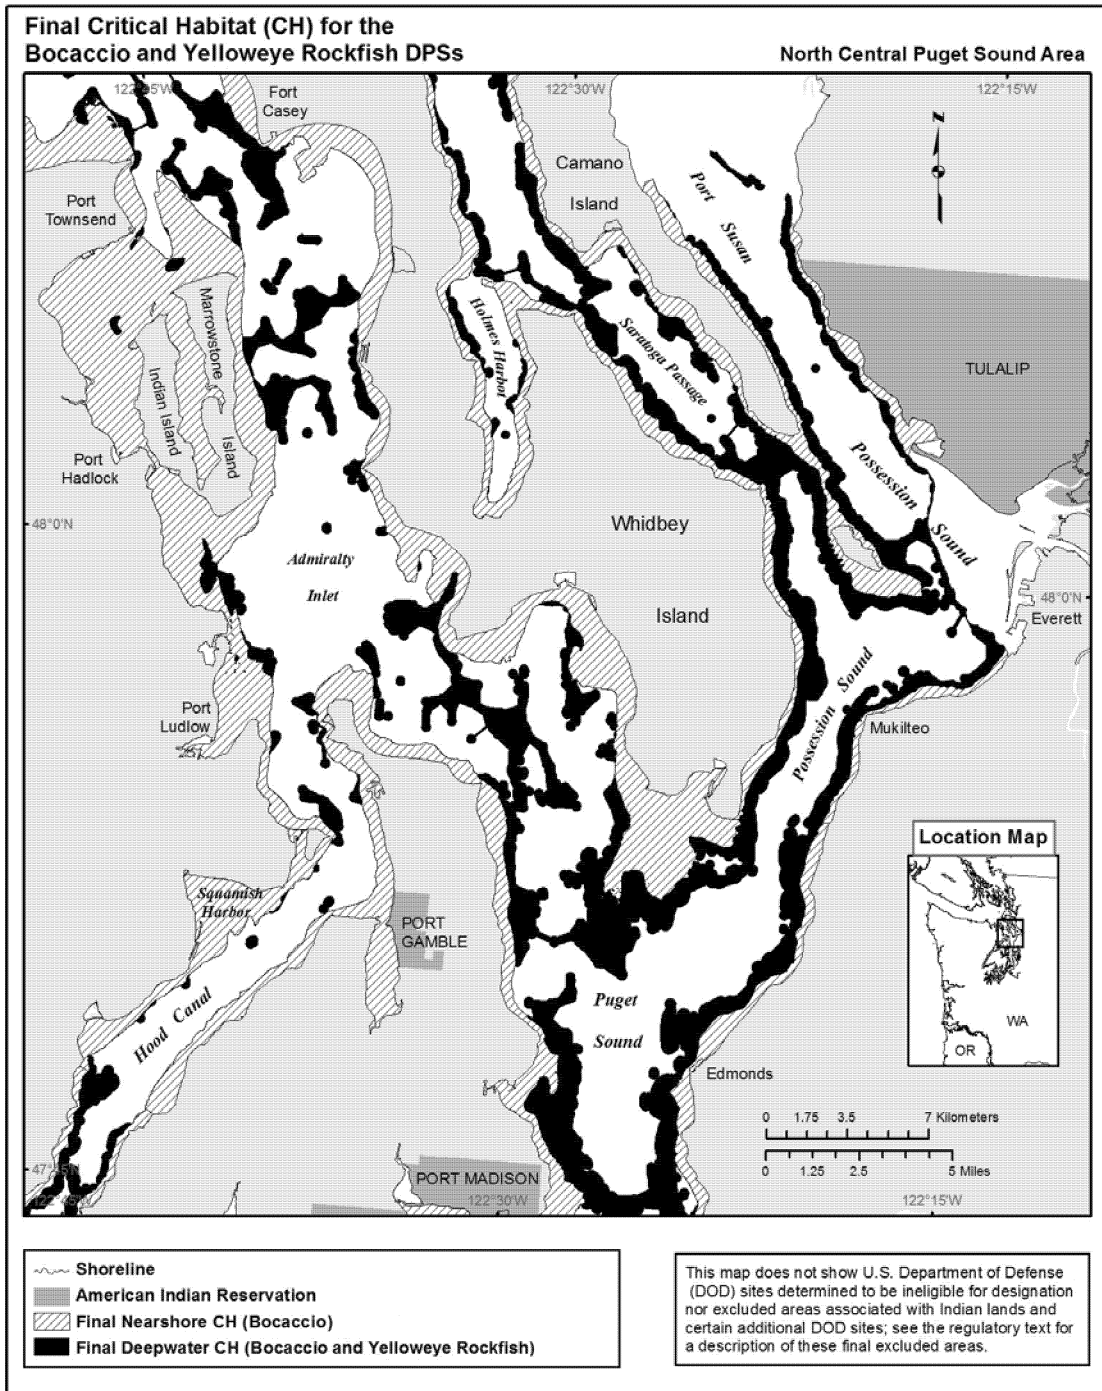 Final Critical Habitat (CH) for the
Bocaccio and Yelloweye Rockfish DPSs
North Central Puget Sound Area
122°30'W
122°15'W
Fort
Casey
Camano
Island
Port
Townsend
Port
Susan
Marrowstone
Island
Indian Island
Holmes Harbor
Saratoga Passage
TULALIP
Port
Hadlock
Possession
Sound
48°0'N
Whidbey
Island
Admiralty
Inlet
48°0'N
Everett
Port
Ludlow
Possession Sound
Mukilteo
Location Map
WA
OR
Squamish
Harbor
PORT
GAMBLE
Hood Canal
Puget
Sound
Edmonds
0 1.75 3.5 7 Kilometers
0 1.25 2.5 5 Miles
PORT MADISON
122°30'W
122°15'W
Shoreline
American Indian Reservation
Final Nearshore CH (Bocaccio)
Final Deepwater CH (Bocaccio and Yelloweye Rockfish)
This map does not show U.S. Department of Defense
(DOD) sites determined to be ineligible for designation
nor excluded areas associated with Indian lands and
certain additional DOD sites; see the regulatory text for
a description of these final excluded areas.